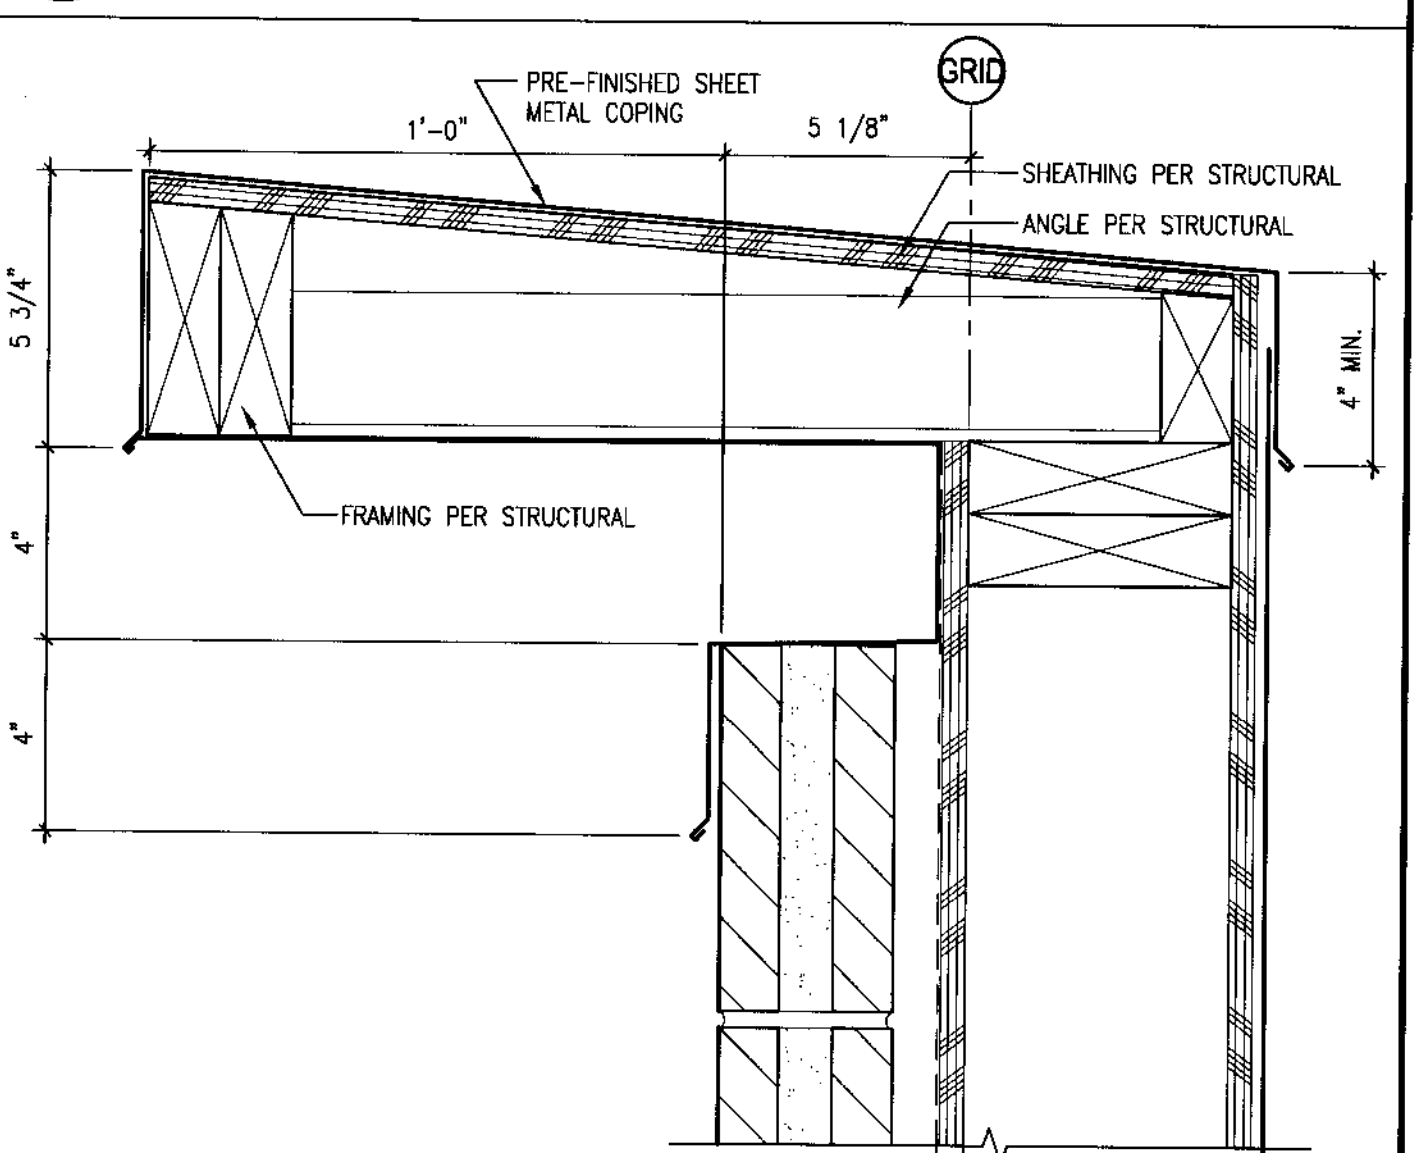 GRID
PRE-FINISHED SHEET
METAL COPING
1'-0"
5 1/8"
SHEATHING PER STRUCTURAL
ANGLE PER STRUCTURAL
5 3/4"
4" MIN.
FRAMING PER STRUCTURAL
4"
4"